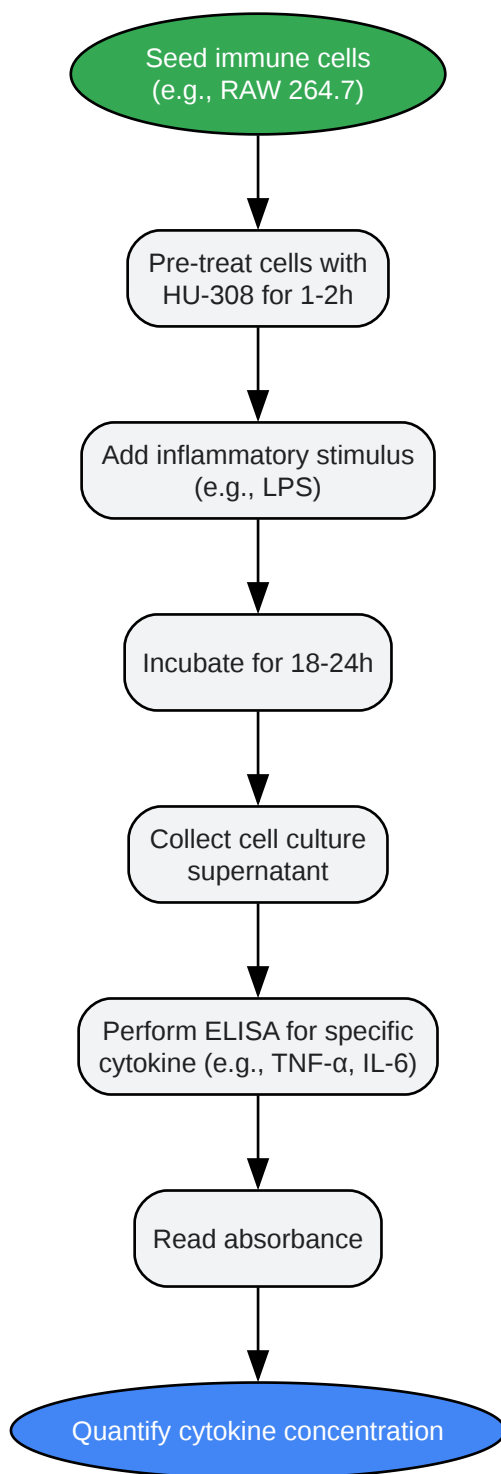 Seed immune cells
(e.g., RAW 264.7)
Pre-treat cells with
HU-308 for 1-2h
Add inflammatory stimulus
(e.g., LPS)
Incubate for 18-24h
Collect cell culture
supernatant
Perform ELISA for specific
cytokine (e.g., TNF-α, IL-6)
Read absorbance
Quantify cytokine concentration